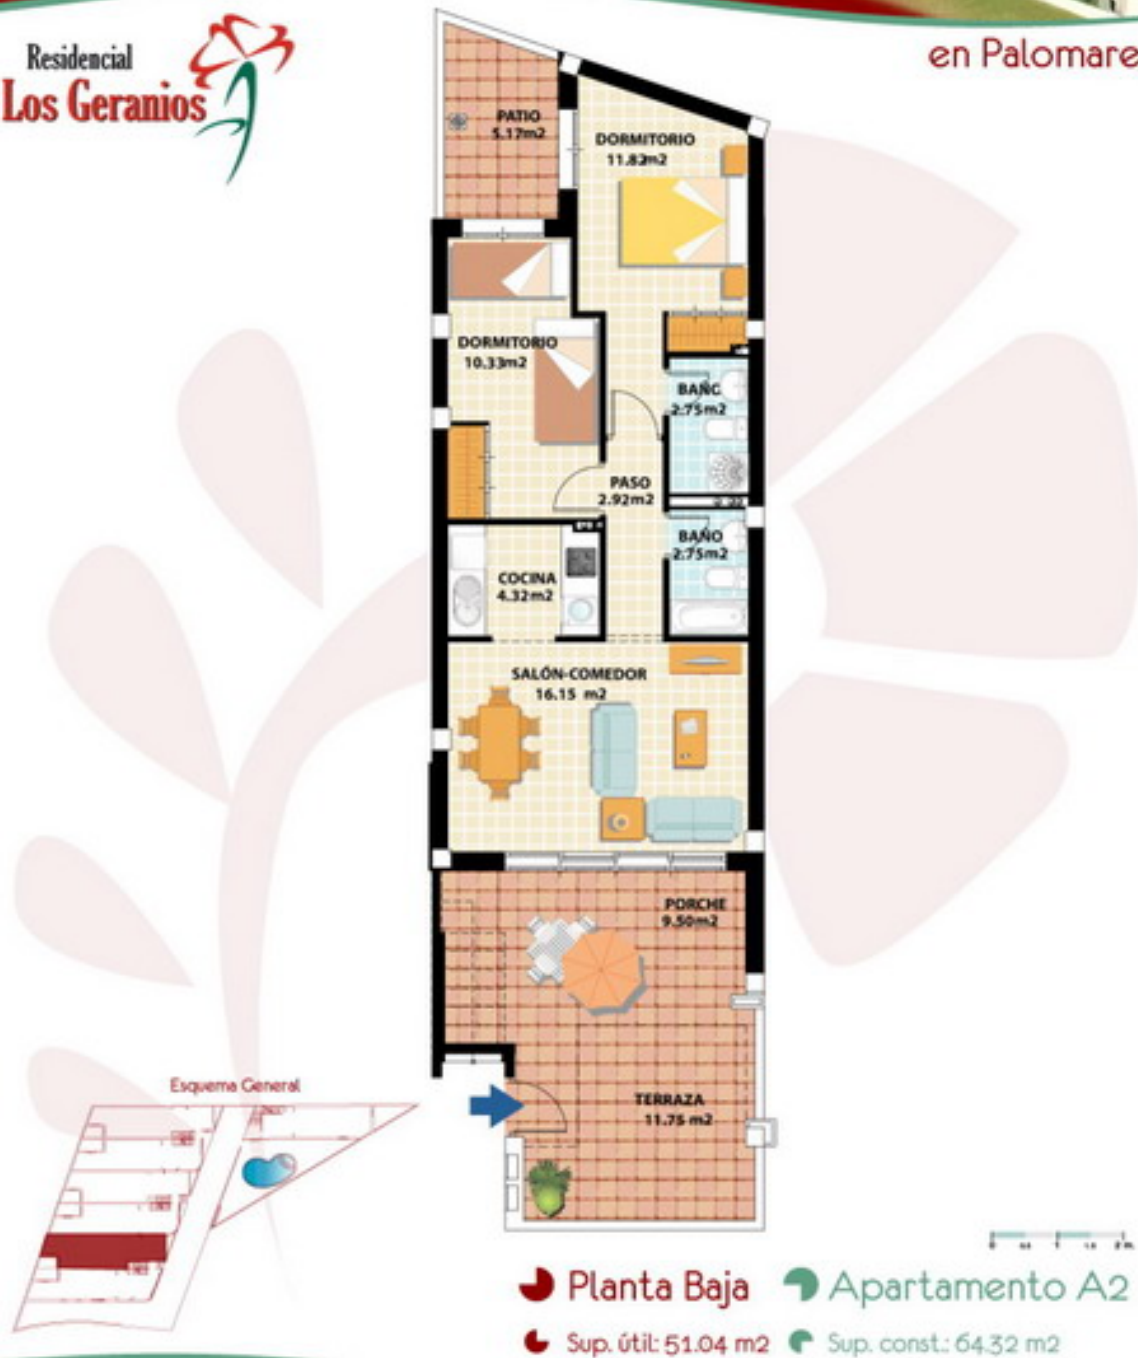 Residencial
Los Geranios
en Palomare
PATIO
5.17m2
DORMITORIO
11.82m2
DORMITORIO
10.33m2
BAÑC
2.75m2
PASO
2.92m2
BAÑO
2.75m2
COCINA
4.32m2
SALÓN-COMEDOR
16.15 m2
PORCHE
9.50m2
TERRAZA
11.75 m2
Esquema General
Planta Baja
Apartamento A2
Sup. útil: 51.04 m2
Sup. const.: 64.32 m2